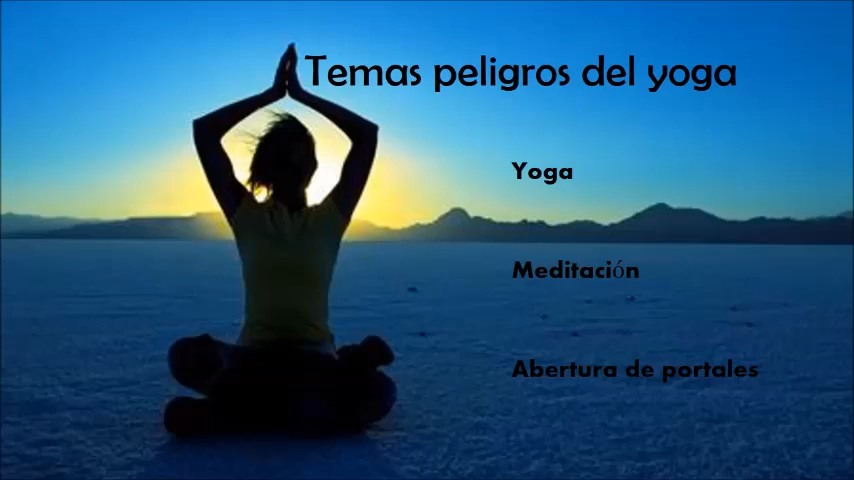 Temas peligros del yoga
Yoga
Meditación
Abertura de portales